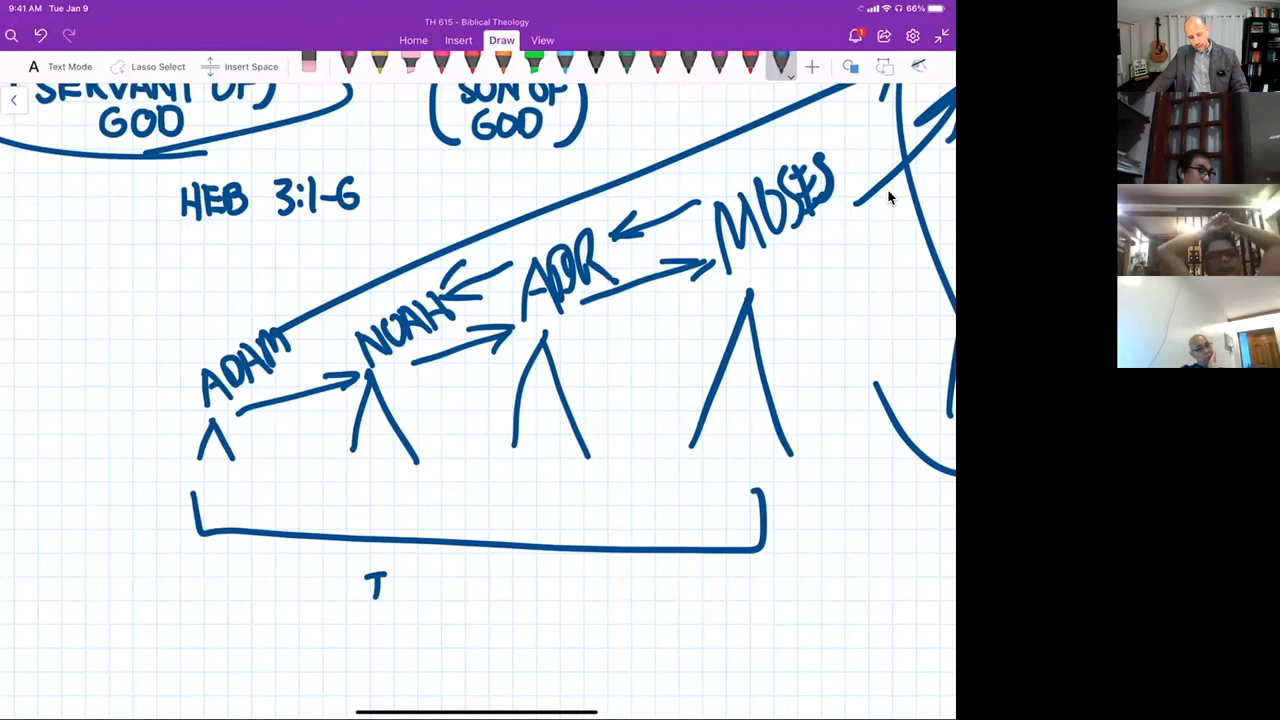 9:41 AM Tue Jan 9
66%
TH 615 - Biblical Theology
Home Insert Draw View
1
A Text Mode Lasso Select Insert Space
SERVANT OF
GOD
(SON OF
GOD)
HEB 3:1-6
MOSES
NOAH
ADAM
T